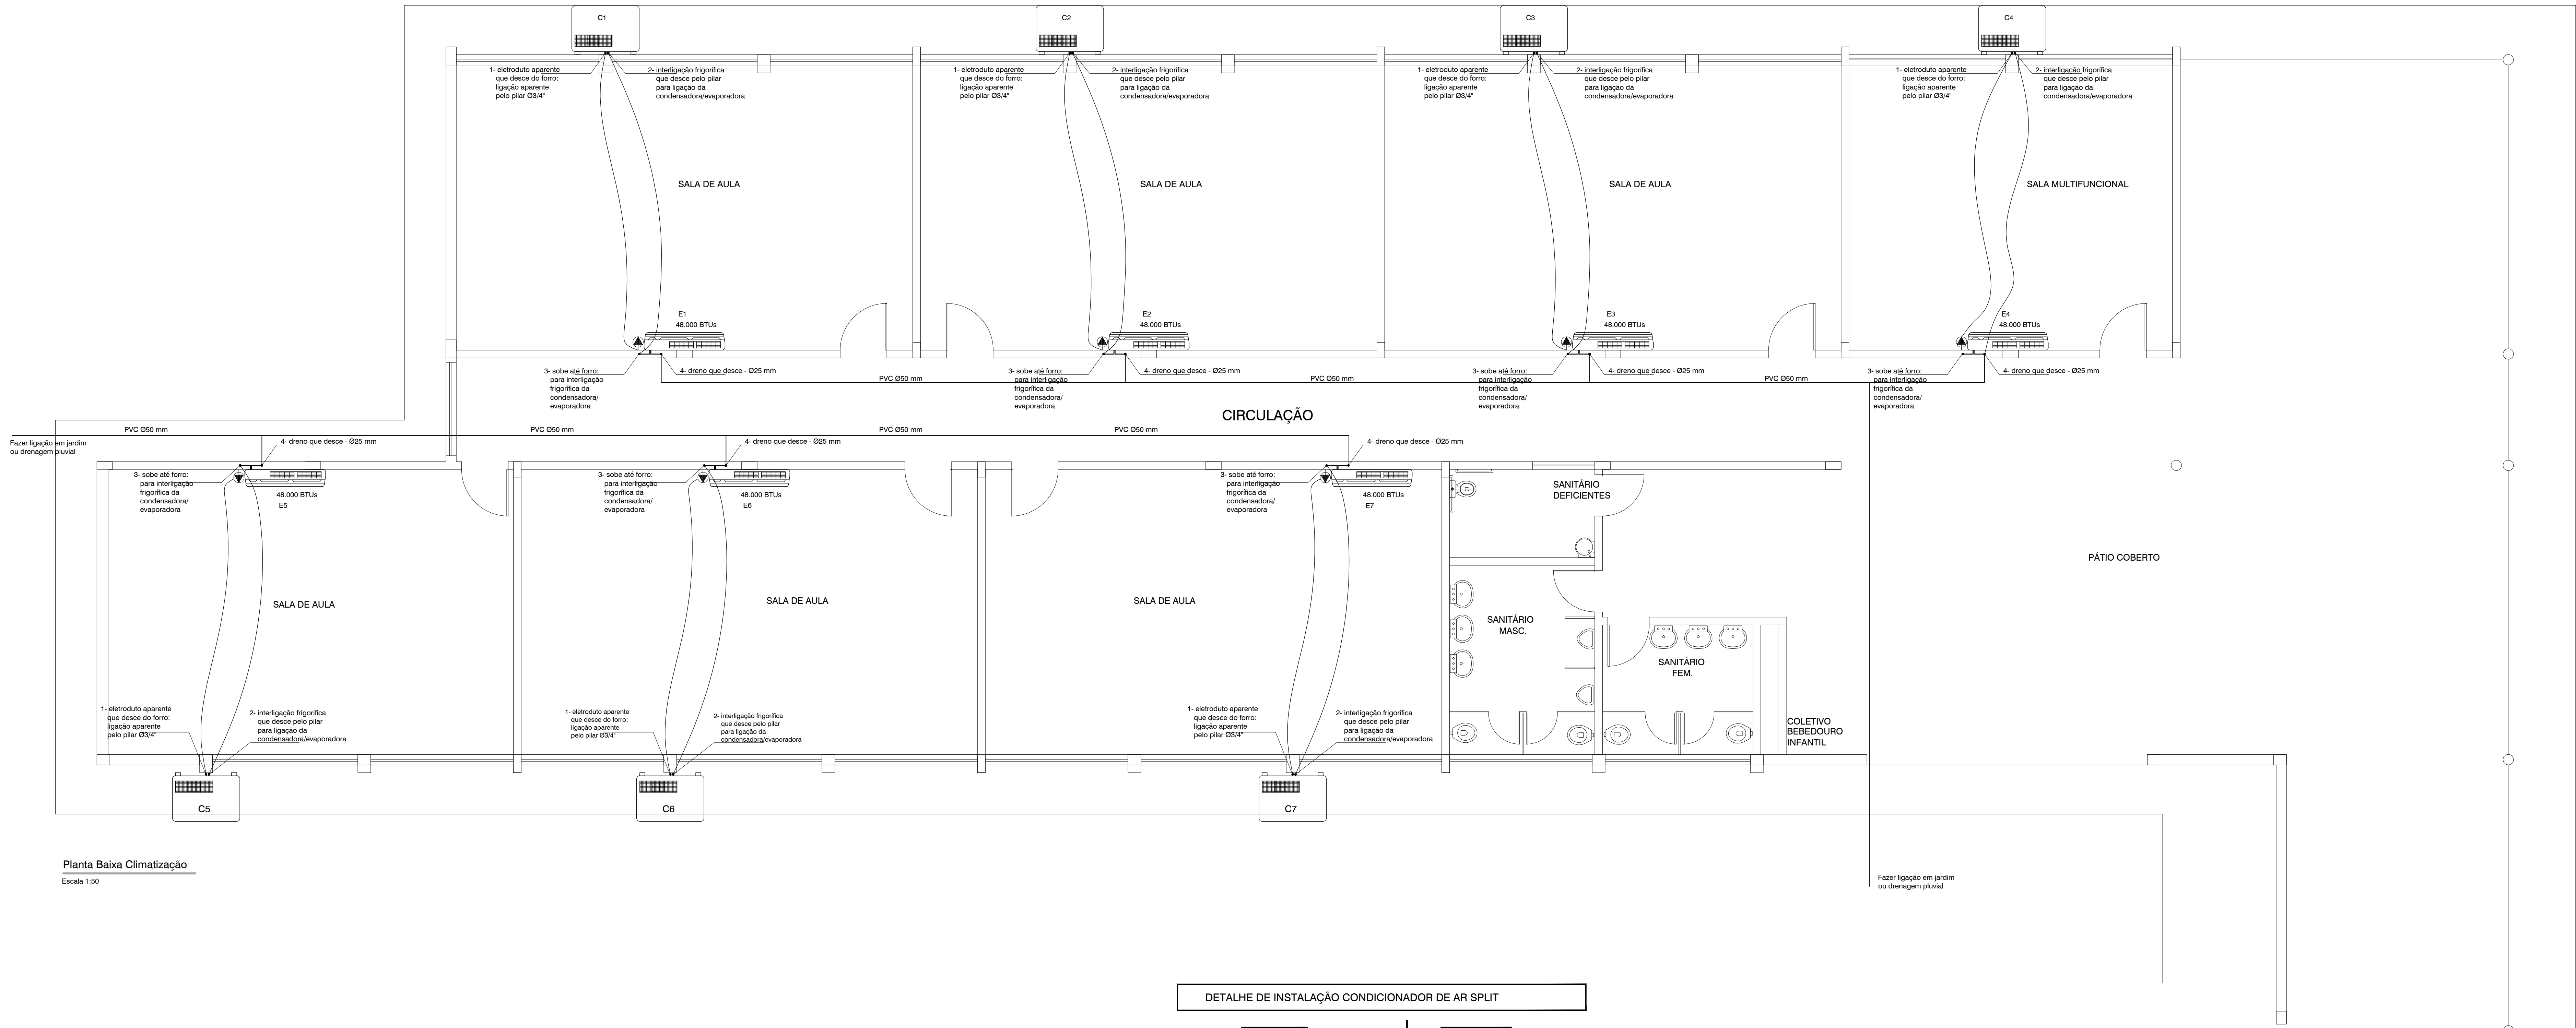 C1
C2
C3
C4
1- eletroduto aparente
que desce do forro:
ligação aparente
pelo pilar Ø3/4"
2- interligação frigorífica
que desce pelo pilar
para ligação da
condensadora/evaporadora
1- eletroduto aparente
que desce do forro:
ligação aparente
pelo pilar Ø3/4"
2- interligação frigorífica
que desce pelo pilar
para ligação da
condensadora/evaporadora
1- eletroduto aparente
que desce do forro:
ligação aparente
pelo pilar Ø3/4"
2- interligação frigorífica
que desce pelo pilar
para ligação da
condensadora/evaporadora
1- eletroduto aparente
que desce do forro:
ligação aparente
pelo pilar Ø3/4"
2- interligação frigorífica
que desce pelo pilar
para ligação da
condensadora/evaporadora
SALA DE AULA
SALA DE AULA
SALA DE AULA
SALA MULTIFUNCIONAL
E1
48.000 BTUs
E2
48.000 BTUs
E3
48.000 BTUs
E4
48.000 BTUs
3- sobe até forro:
para interligação
frigorífica da
condensadora/
evaporadora
4- dreno que desce - Ø25 mm
PVC Ø50 mm
3- sobe até forro:
para interligação
frigorífica da
condensadora/
evaporadora
4- dreno que desce - Ø25 mm
PVC Ø50 mm
3- sobe até forro:
para interligação
frigorífica da
condensadora/
evaporadora
4- dreno que desce - Ø25 mm
PVC Ø50 mm
3- sobe até forro:
para interligação
frigorífica da
condensadora/
evaporadora
4- dreno que desce - Ø25 mm
CIRCULAÇÃO
PVC Ø50 mm
PVC Ø50 mm
PVC Ø50 mm
PVC Ø50 mm
Fazer ligação em jardim
ou drenagem pluvial
4- dreno que desce - Ø25 mm
4- dreno que desce - Ø25 mm
4- dreno que desce - Ø25 mm
3- sobe até forro:
para interligação
frigorífica da
condensadora/
evaporadora
48.000 BTUs
E5
3- sobe até forro:
para interligação
frigorífica da
condensadora/
evaporadora
48.000 BTUs
E6
3- sobe até forro:
para interligação
frigorífica da
condensadora/
evaporadora
48.000 BTUs
E7
SANITÁRIO
DEFICIENTES
PÁTIO COBERTO
SALA DE AULA
SALA DE AULA
SALA DE AULA
SANITÁRIO
MASC.
SANITÁRIO
FEM.
COLETIVO
BEBEDOURO
INFANTIL
1- eletroduto aparente
que desce do forro:
ligação aparente
pelo pilar Ø3/4"
2- interligação frigorífica
que desce pelo pilar
para ligação da
condensadora/evaporadora
1- eletroduto aparente
que desce do forro:
ligação aparente
pelo pilar Ø3/4"
2- interligação frigorífica
que desce pelo pilar
para ligação da
condensadora/evaporadora
1- eletroduto aparente
que desce do forro:
ligação aparente
pelo pilar Ø3/4"
2- interligação frigorífica
que desce pelo pilar
para ligação da
condensadora/evaporadora
C5
C6
C7
Planta Baixa Climatização
Escala 1:50
Fazer ligação em jardim
ou drenagem pluvial
DETALHE DE INSTALAÇÃO CONDICIONADOR DE AR SPLIT